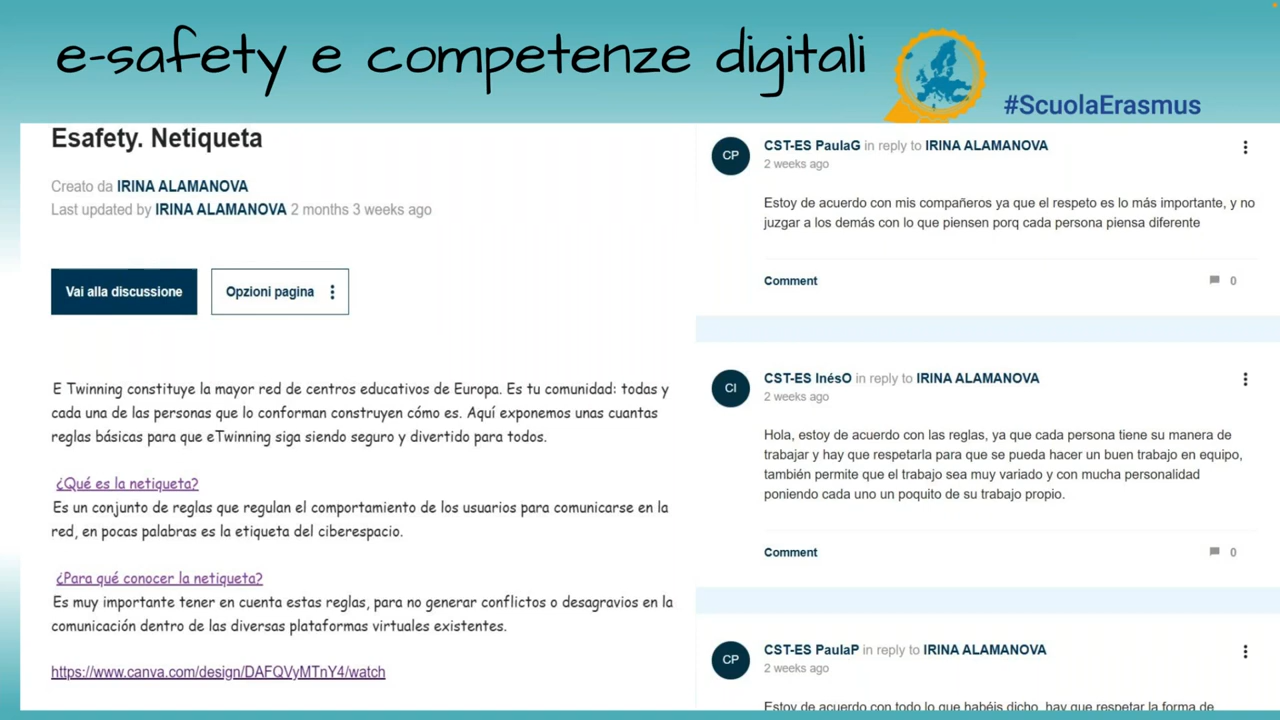 e-safety e competenze digitali
#ScuolaErasmus
Esafety. Netiqueta
Creato da IRINA ALAMANOVA
Last updated by IRINA ALAMANOVA 2 months 3 weeks ago
Vai alla discussione
Opzioni pagina
E Twinning constituye la mayor red de centros educativos de Europa. Es tu comunidad: todas y
cada una de las personas que lo conforman construyen cómo es. Aquí exponemos unas cuantas
reglas básicas para que eTwinning siga siendo seguro y divertido para todos.
¿Qué es la netiqueta?
Es un conjunto de reglas que regulan el comportamiento de los usuarios para comunicarse en la
red, en pocas palabras es la etiqueta del ciberespacio.
¿Para qué conocer la netiqueta?
Es muy importante tener en cuenta estas reglas, para no generar conflictos o desagravios en la
comunicación dentro de las diversas plataformas virtuales existentes.
https://www.canva.com/design/DAFQVyMTnY4/watch
CP
CST-ES PaulaG in reply to IRINA ALAMANOVA
2 weeks ago
Estoy de acuerdo con mis compañeros ya que el respeto es lo más importante, y no
juzgar a los demás con lo que piensen porq cada persona piensa diferente
Comment
0
CI
CST-ES InésO in reply to IRINA ALAMANOVA
2 weeks ago
Hola, estoy de acuerdo con las reglas, ya que cada persona tiene su manera de
trabajar y hay que respetarla para que se pueda hacer un buen trabajo en equipo,
también permite que el trabajo sea muy variado y con mucha personalidad
poniendo cada uno un poquito de su trabajo propio.
Comment
0
CP
CST-ES PaulaP in reply to IRINA ALAMANOVA
2 weeks ago
Estoy de acuerdo con todo lo que habéis dicho, hay que respetar la forma de